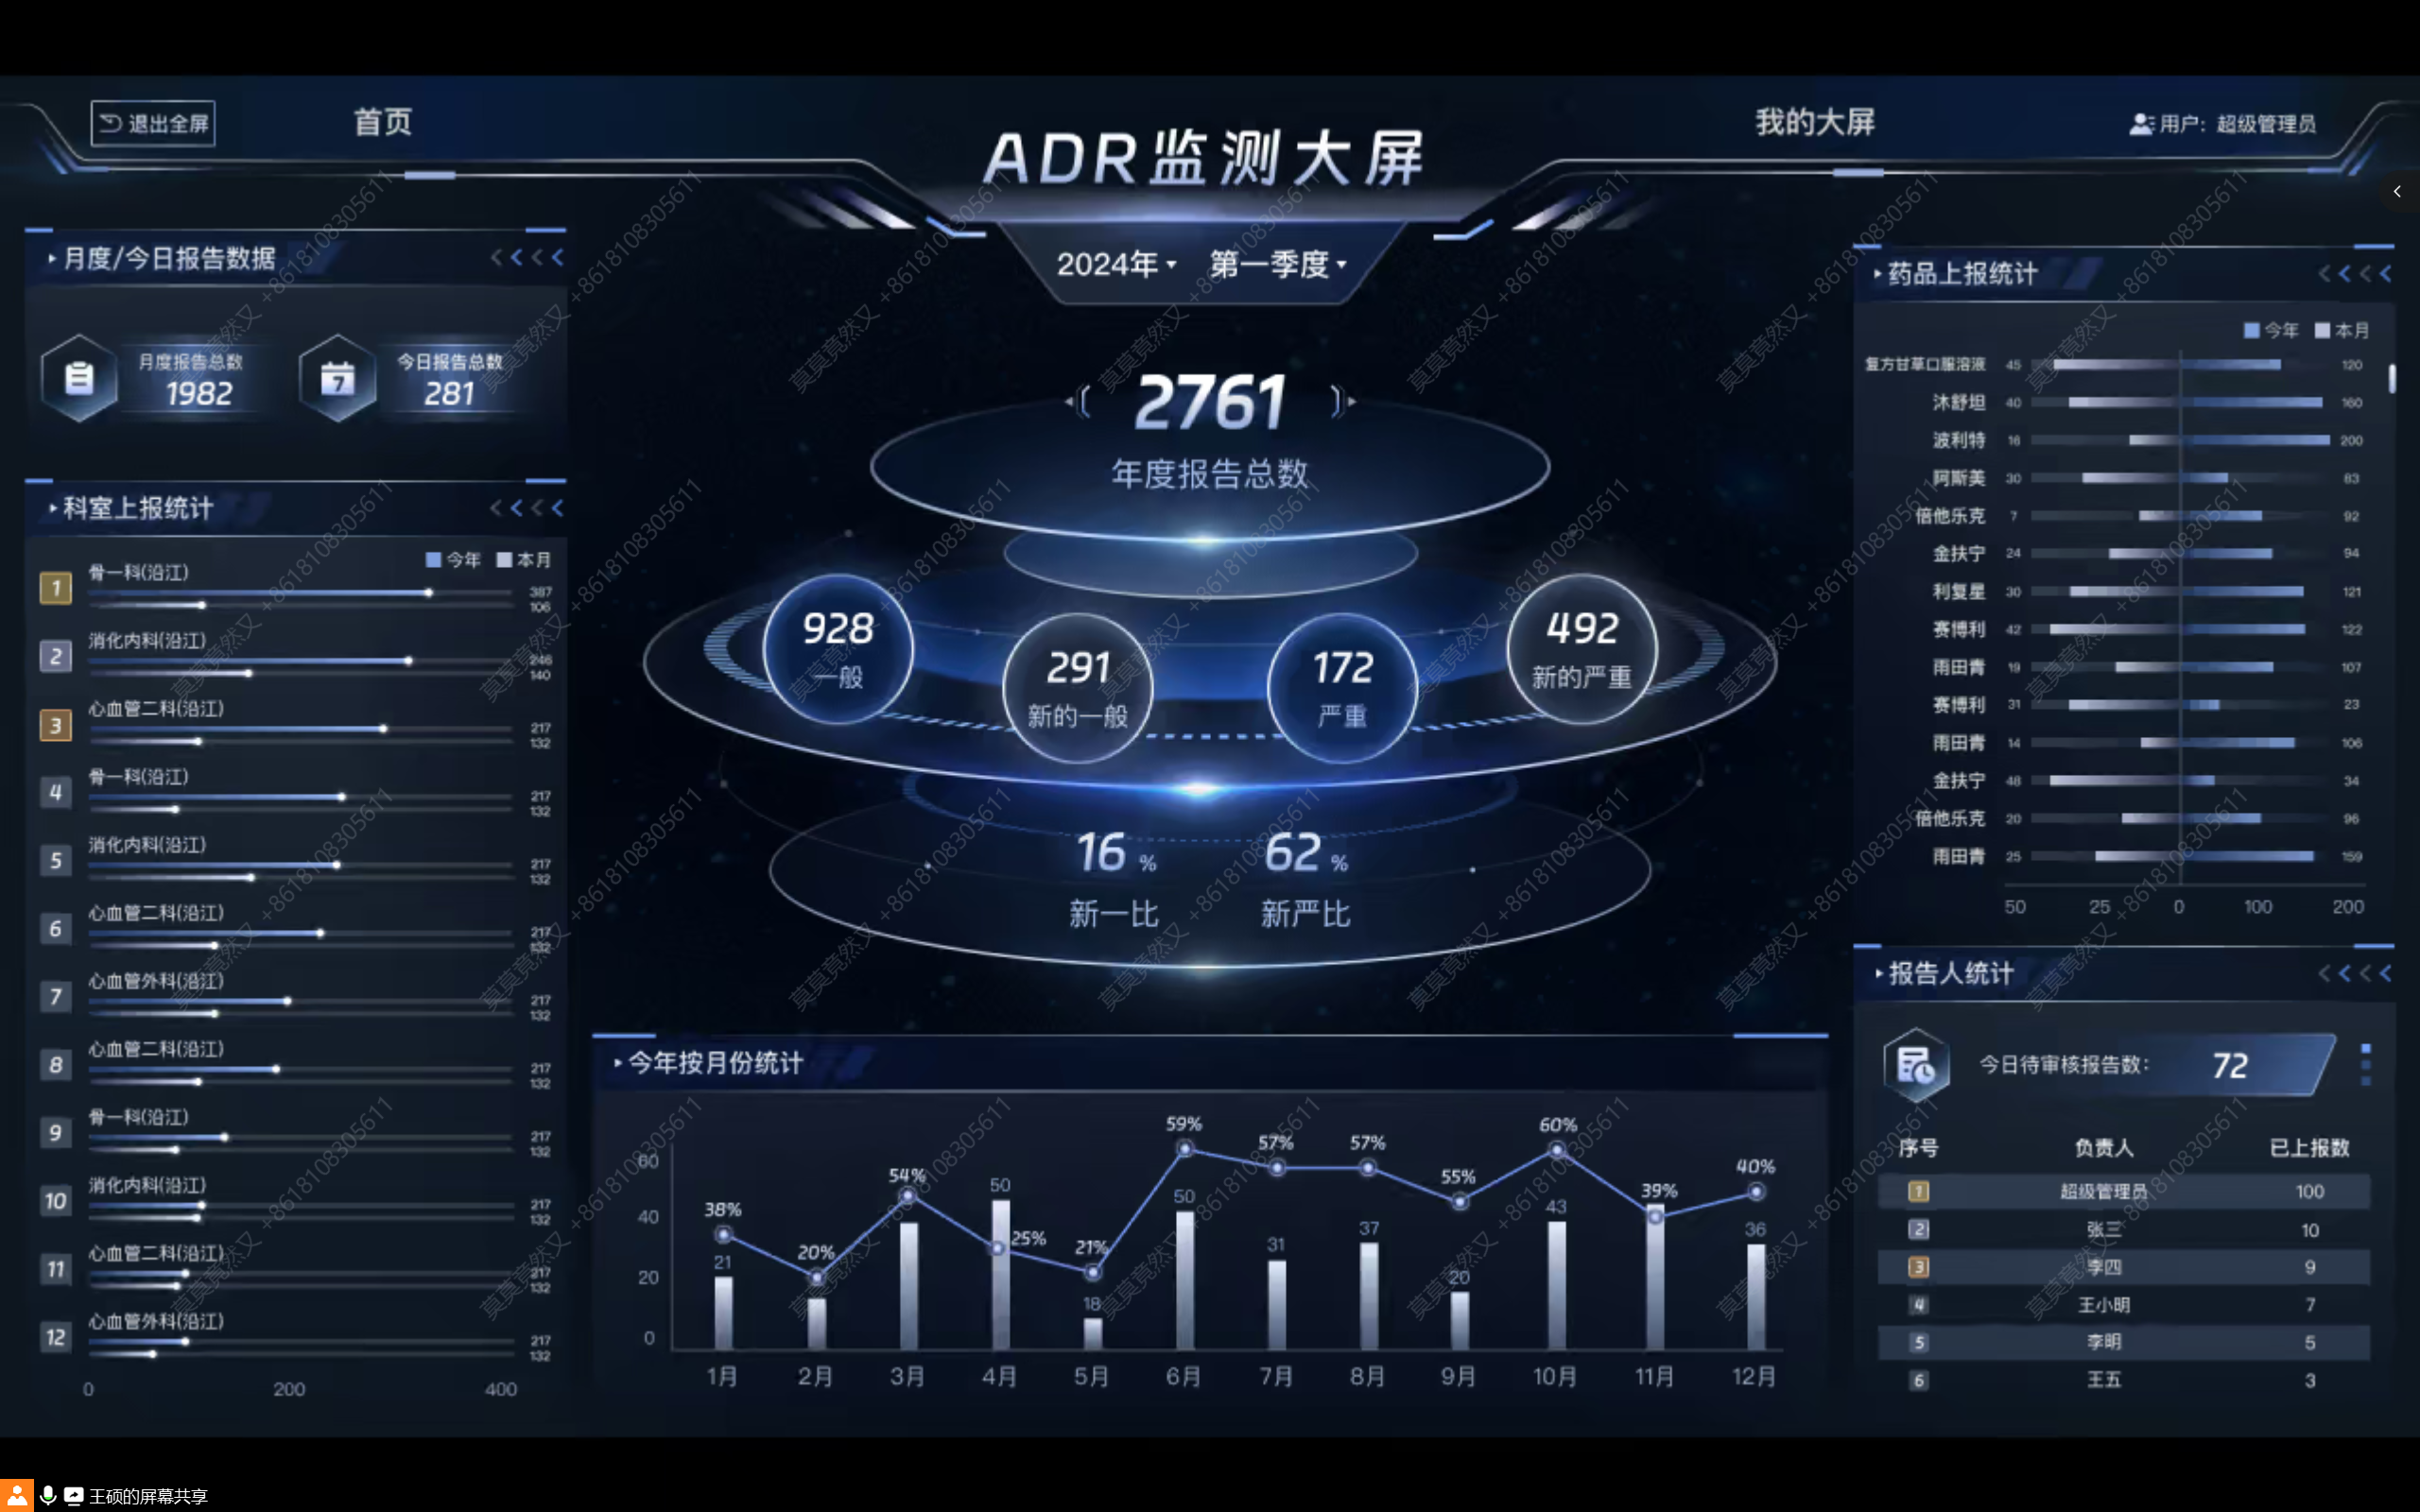 退出全屏
首页
ADR监测大屏
我的大屏
用户: 超级管理员
2024年 第一季度
月度/今日报告数据
月度报告总数
1982
今日报告总数
281
科室上报统计
今年 本月
1 骨一科(沿江) 387 106
2 消化内科(沿江) 246 140
3 心血管二科(沿江) 217 132
4 骨一科(沿江) 217 132
5 消化内科(沿江) 217 132
6 心血管二科(沿江) 217 132
7 心血管外科(沿江) 217 132
8 心血管二科(沿江) 217 132
9 骨一科(沿江) 217 132
10 消化内科(沿江) 217 132
11 心血管二科(沿江) 217 132
12 心血管外科(沿江) 217 132
0 200 400
2761
年度报告总数
928
一般
291
新的一般
172
严重
492
新的严重
16 %
新一比
62 %
新严比
今年按月份统计
60
40
20
0
38% 20% 54% 25% 21% 59% 57% 57% 55% 60% 39% 40%
21 50 18 50 31 37 20 43 36
1月 2月 3月 4月 5月 6月 7月 8月 9月 10月 11月 12月
药品上报统计
今年 本月
复方甘草口服溶液 45 120
沐舒坦 40 160
波利特 16 200
阿斯美 30 83
倍他乐克 7 92
金扶宁 24 94
利复星 30 121
赛博利 42 122
雨田青 19 107
赛博利 31 23
雨田青 14 106
金扶宁 48 34
倍他乐克 20 96
雨田青 25 159
50 25 0 100 200
报告人统计
今日待审核报告数: 72
序号 负责人 已上报数
1 超级管理员 100
2 张三 10
3 李四 9
4 王小明 7
5 李明 5
6 王五 3
莫莫竟然又 +8618108305611
王硕的屏幕共享